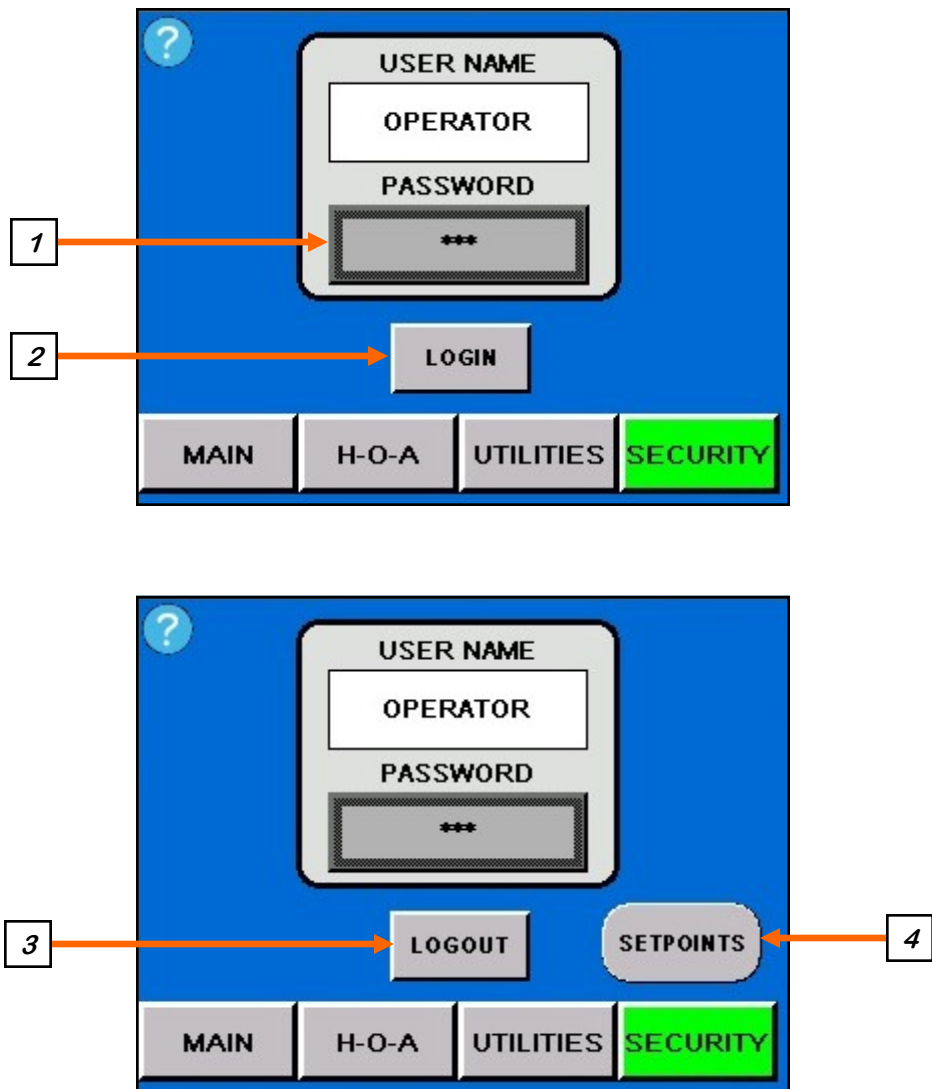 ?
USER NAME
OPERATOR
PASSWORD
1
***
2
LOGIN
MAIN H-O-A UTILITIES SECURITY
?
USER NAME
OPERATOR
PASSWORD
***
3
LOGOUT
SETPOINTS
4
MAIN H-O-A UTILITIES SECURITY